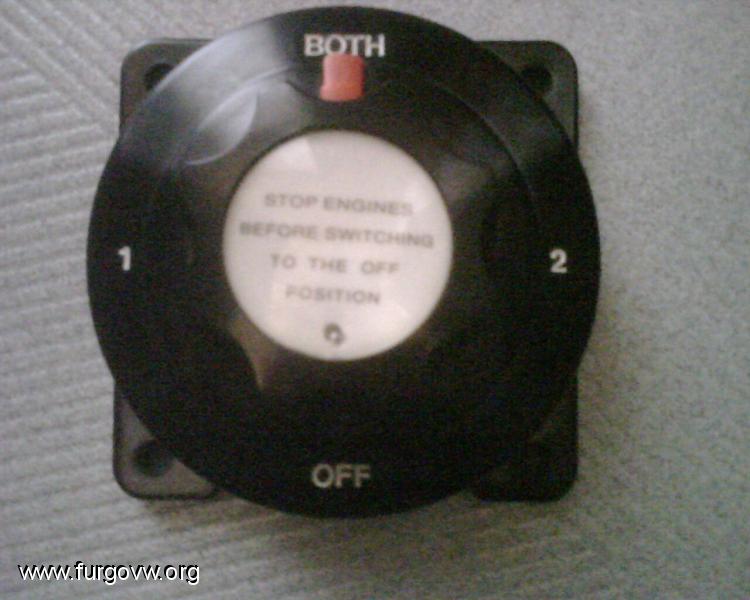 BOTH
STOP ENGINES
BEFORE SWITCHING
1
2
TO THE OFF
POSITION
OFF
www.furgovw.org